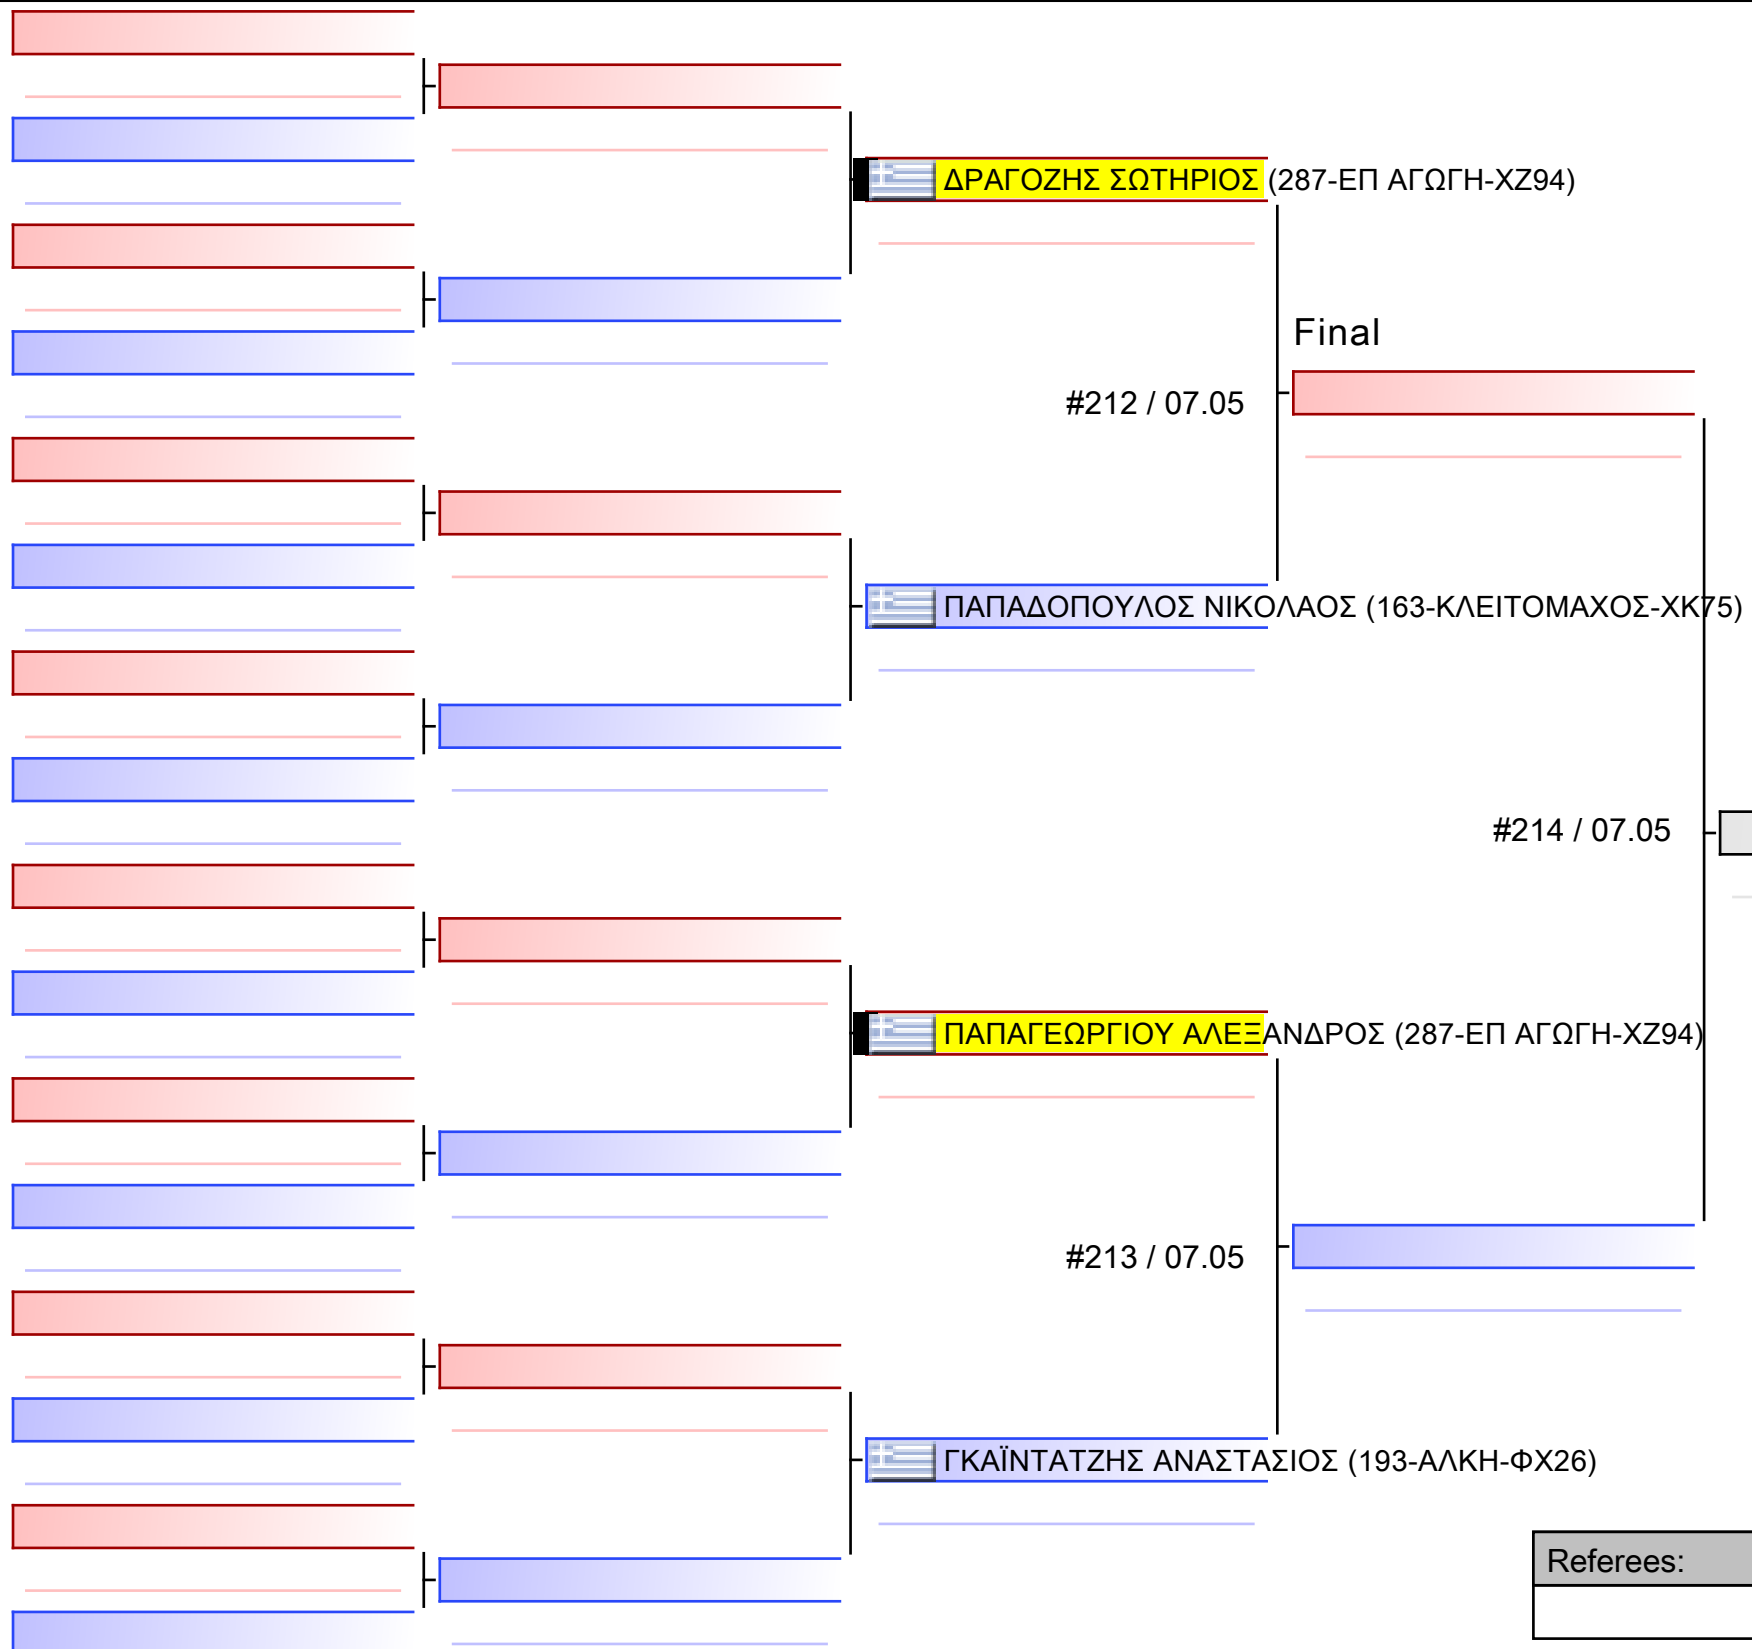 ΔΡΑΓΟΖΗΣ ΣΩΤΗΡΙΟΣ (287-ΕΠ ΑΓΩΓΗ-ΧΖ94)
Final
#212 / 07.05
ΠΑΠΑΔΟΠΟΥΛΟΣ ΝΙΚΟΛΑΟΣ (163-ΚΛΕΙΤΟΜΑΧΟΣ-ΧΚ75)
#214 / 07.05
ΠΑΠΑΓΕΩΡΓΙΟΥ ΑΛΕΞΑΝΔΡΟΣ (287-ΕΠ ΑΓΩΓΗ-ΧΖ94)
#213 / 07.05
ΓΚΑΪΝΤΑΤΖΗΣ ΑΝΑΣΤΑΣΙΟΣ (193-ΑΛΚΗ-ΦΧ26)
Referees: